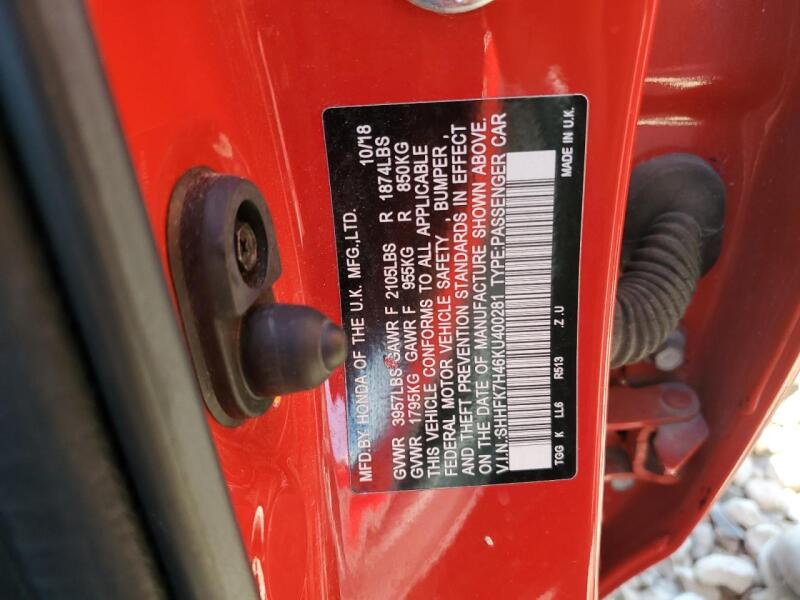 MFD.BY HONDA OF THE U.K. MFG.,LTD. 10/18
GVWR 3957LBS GAWR F 2105LBS R 1874LBS
GVWR 1795KG GAWR F 955KG R 850KG
THIS VEHICLE CONFORMS TO ALL APPLICABLE
FEDERAL MOTOR VEHICLE SAFETY, BUMPER,
AND THEFT PREVENTION STANDARDS IN EFFECT
ON THE DATE OF MANUFACTURE SHOWN ABOVE.
V.I.N.:SHHFK7H46KU400281 TYPE:PASSENGER CAR
TGG K LL6 R513 .Z .U MADE IN U.K.